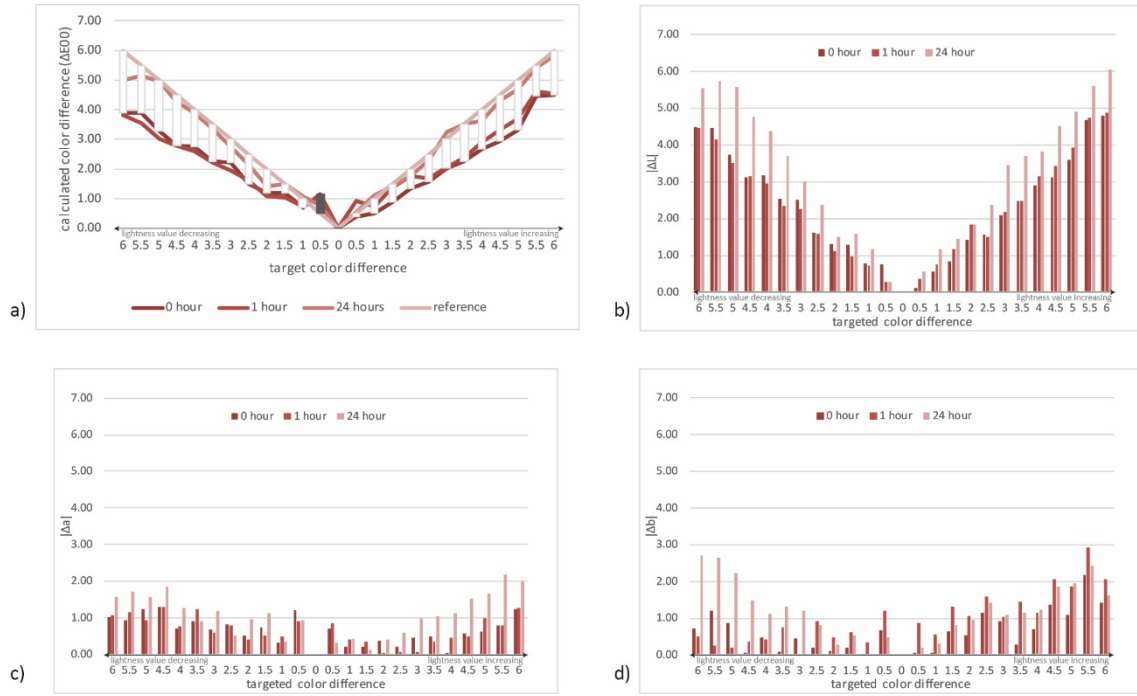 7.00
6.00
5.00
4.00
3.00
2.00
1.00
0.00
calculated color difference (ΔE00)
lightness value decreasing
lightness value increasing
6 5.5 5 4.5 4 3.5 3 2.5 2 1.5 1 0.5 0 0.5 1 1.5 2 2.5 3 3.5 4 4.5 5 5.5 6
target color difference
0 hour 1 hour 24 hours reference
a)
7.00
6.00
5.00
4.00
3.00
2.00
1.00
0.00
|ΔL|
0 hour 1 hour 24 hour
lightness value decreasing
lightness value increasing
6 5.5 5 4.5 4 3.5 3 2.5 2 1.5 1 0.5 0 0.5 1 1.5 2 2.5 3 3.5 4 4.5 5 5.5 6
targeted color difference
b)
7.00
6.00
5.00
4.00
3.00
2.00
1.00
0.00
|Δa|
0 hour 1 hour 24 hour
lightness value decreasing
lightness value increasing
6 5.5 5 4.5 4 3.5 3 2.5 2 1.5 1 0.5 0 0.5 1 1.5 2 2.5 3 3.5 4 4.5 5 5.5 6
targeted color difference
c)
7.00
6.00
5.00
4.00
3.00
2.00
1.00
0.00
|Δb|
0 hour 1 hour 24 hour
lightness value decreasing
lightness value increasing
6 5.5 5 4.5 4 3.5 3 2.5 2 1.5 1 0.5 0 0.5 1 1.5 2 2.5 3 3.5 4 4.5 5 5.5 6
targeted color difference
d)